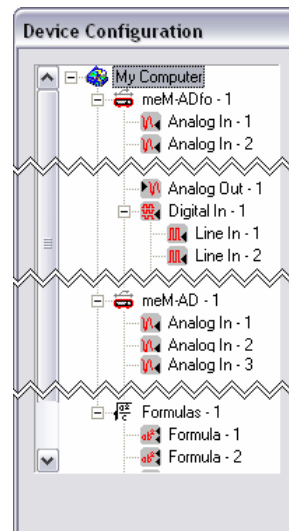 Device Configuration
My Computer
meM-ADfo - 1
Analog In - 1
Analog In - 2
Analog Out - 1
Digital In - 1
Line In - 1
Line In - 2
meM-AD - 1
Analog In - 1
Analog In - 2
Analog In - 3
Formulas - 1
Formula - 1
Formula - 2